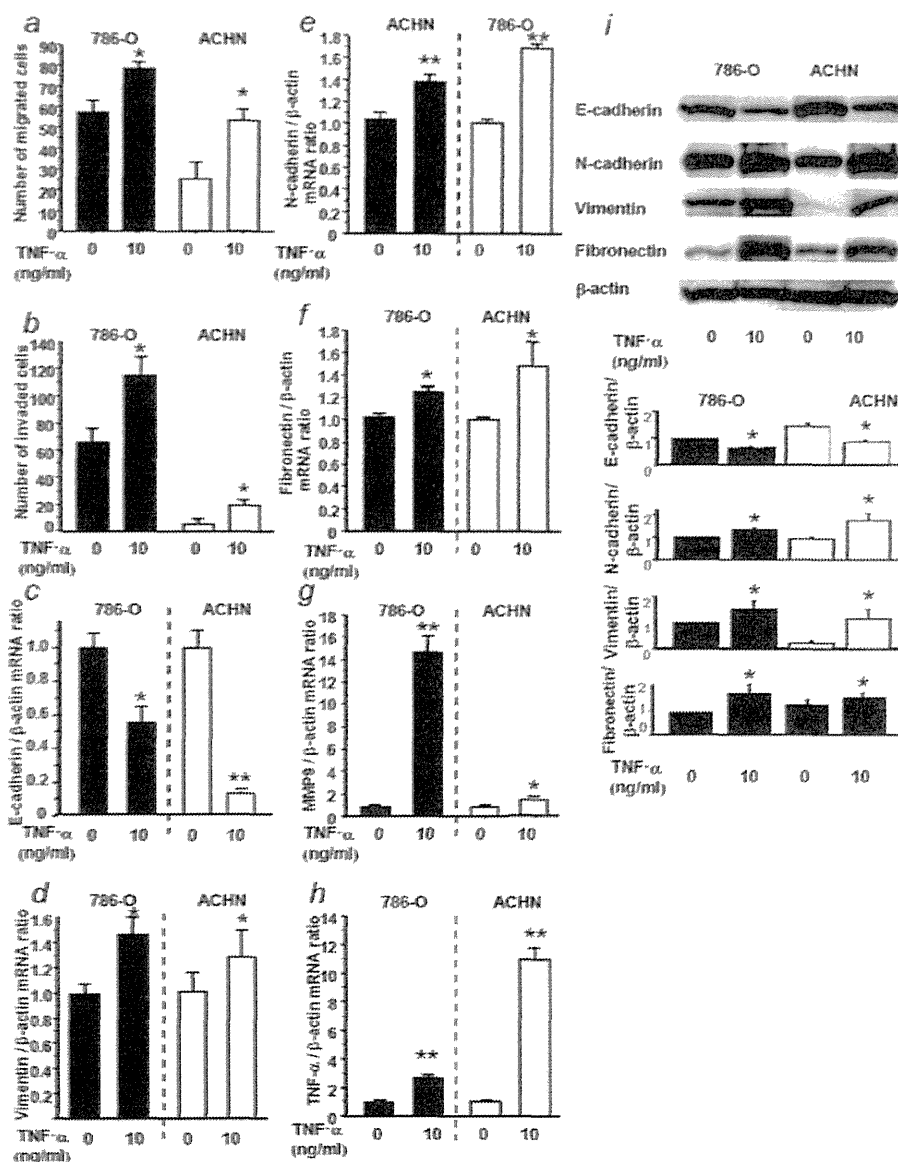 a
786-O ACHN
Number of migrated cells
90
80
70
60
50
40
30
20
10
0
* *
TNF-α (ng/ml)
0 10 0 10
b
786-O ACHN
Number of invaded cells
140
120
100
80
60
40
20
0
* *
TNF-α (ng/ml)
0 10 0 10
c
786-O ACHN
E-cadherin / β-actin mRNA ratio
1.0
0.8
0.6
0.4
0.2
0
* **
TNF-α (ng/ml)
0 10 0 10
d
786-O ACHN
Vimentin / β-actin mRNA ratio
1.6
1.4
1.2
1.0
0.8
0.6
0.4
0.2
* *
TNF-α (ng/ml)
0 10 0 10
e
ACHN 786-O
N-cadherin / β-actin mRNA ratio
1.8
1.6
1.4
1.2
1.0
0.8
0.6
0.4
0.2
0
** **
TNF-α (ng/ml)
0 10 0 10
f
786-O ACHN
Fibronectin / β-actin mRNA ratio
1.8
1.6
1.4
1.2
1.0
0.8
0.6
0.4
0.2
0
* *
TNF-α (ng/ml)
0 10 0 10
g
786-O ACHN
MMP9 / β-actin mRNA ratio
18
16
14
12
10
8
6
4
2
0
** *
TNF-α (ng/ml)
0 10 0 10
h
786-O ACHN
TNF-α / β-actin mRNA ratio
14
12
10
8
6
4
2
0
** **
TNF-α (ng/ml)
0 10 0 10
i
786-O ACHN
E-cadherin
N-cadherin
Vimentin
Fibronectin
β-actin
TNF-α (ng/ml)
0 10 0 10
786-O ACHN
E-cadherin/ β-actin
2
1
0
* *
N-cadherin/ β-actin
2
1
0
* *
Vimentin/ β-actin
2
1
0
* *
Fibronectin/ β-actin
2
1
0
* *
TNF-α (ng/ml)
0 10 0 10